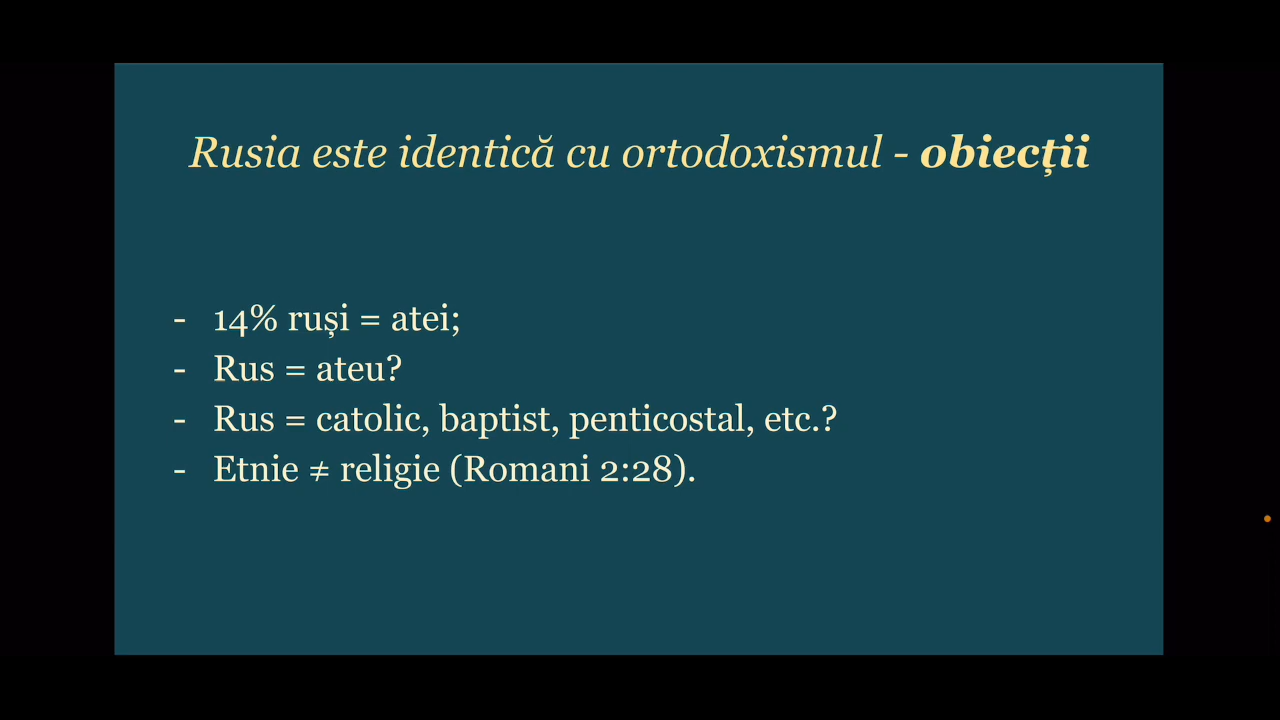 Rusia este identică cu ortodoxismul - obiecții
- 14% ruși = atei;
- Rus = ateu?
- Rus = catolic, baptist, penticostal, etc.?
- Etnie ≠ religie (Romani 2:28).